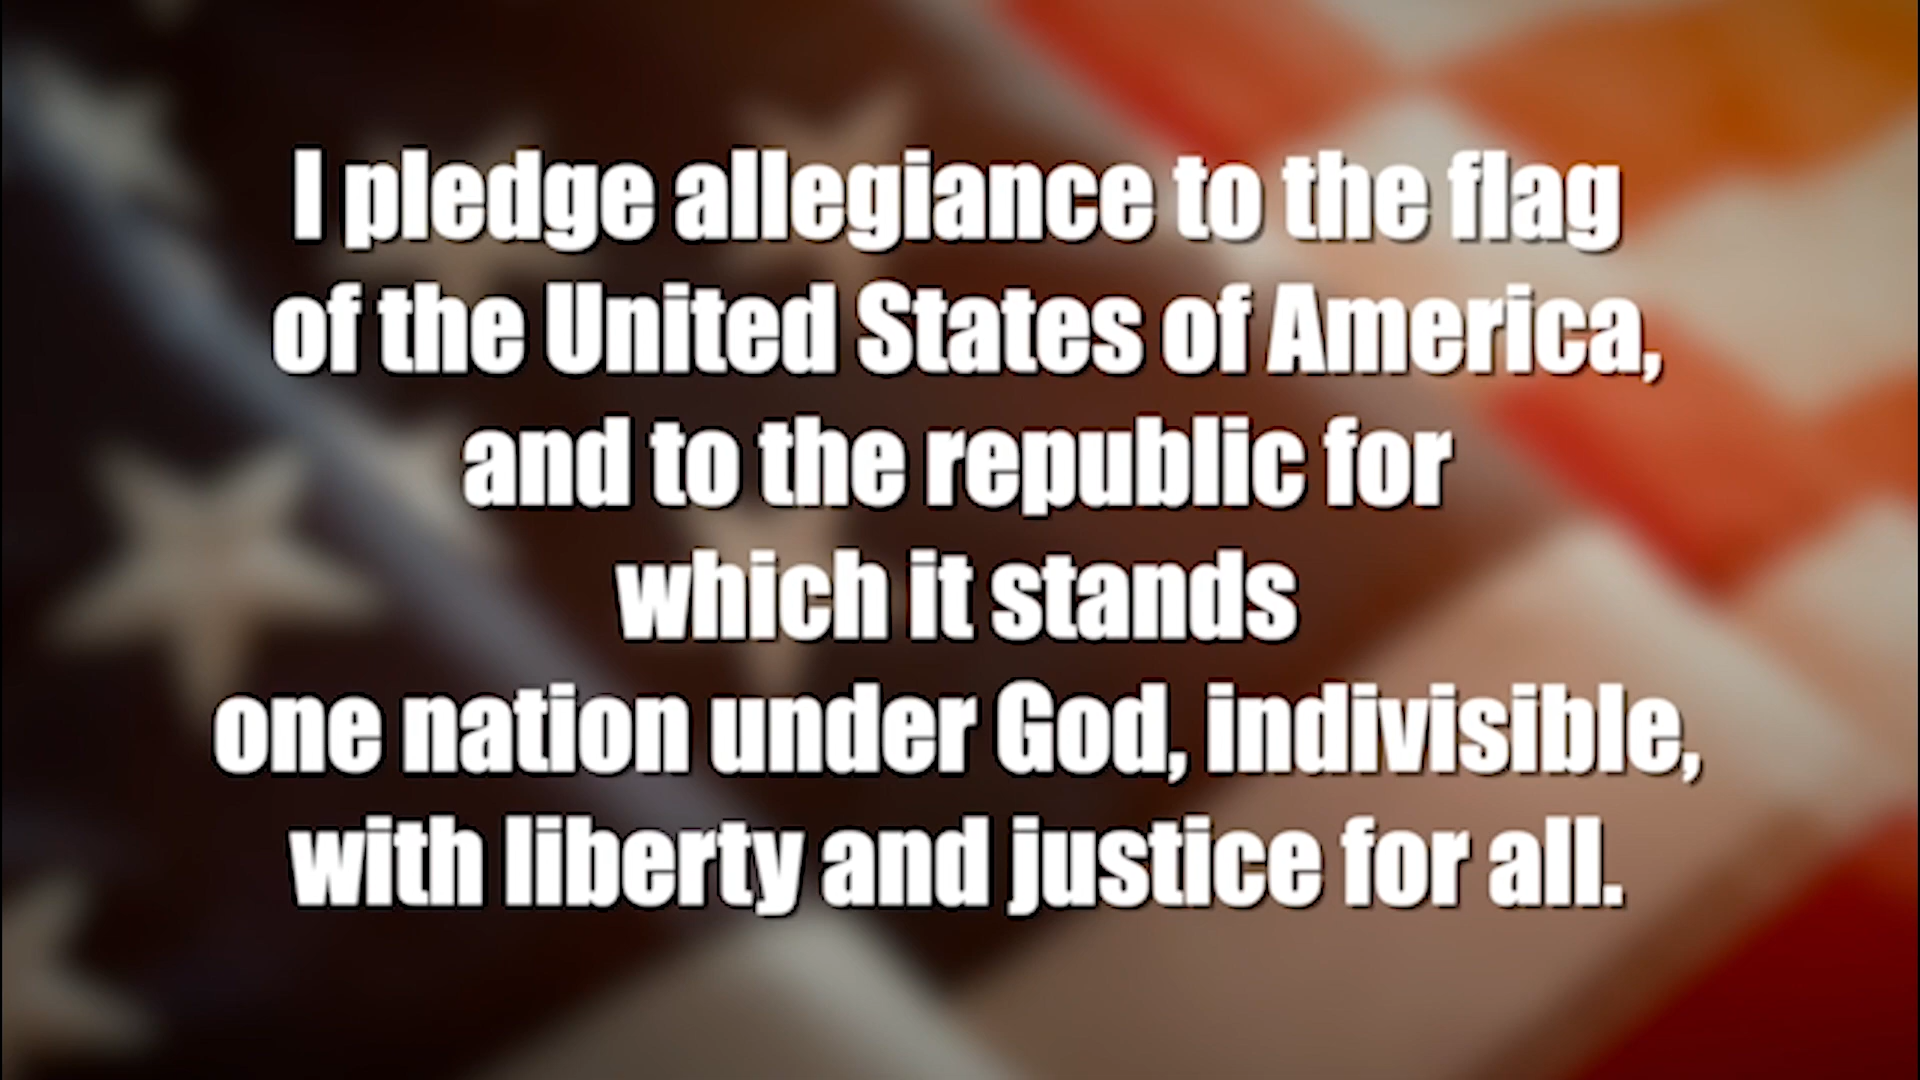 I pledge allegiance to the flag
of the United States of America,
and to the republic for
which it stands
one nation under God, indivisible,
with liberty and justice for all.